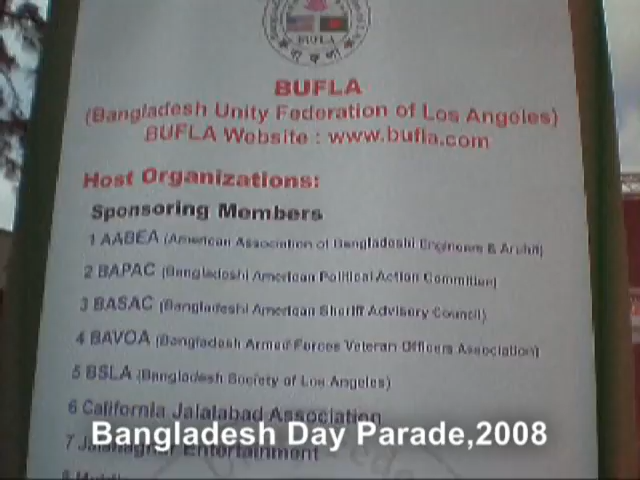 BUFLA
BUFLA
(Bangladesh Unity Federation of Los Angeles)
BUFLA Website : www.bufla.com
Host Organizations:
Sponsoring Members
1 AABEA (American Association of Bangladeshi Engineers & Archit)
2 BAPAC (Bangladeshi American Political Action Committee)
3 BASAC (Bangladeshi American Sheriff Advisory Council)
4 BAVOA (Bangladesh Armed Forces Veteran Officers Association)
5 BSLA (Bangladesh Society of Los Angeles)
6 California Jalalabad Association
Bangladesh Day Parade,2008
7 Entertainment